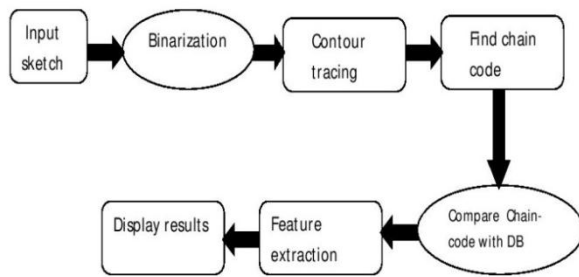 Input
sketch
Binarization
Contour
tracing
Find chain
code
Compare Chain-
code with DB
Feature
extraction
Display results